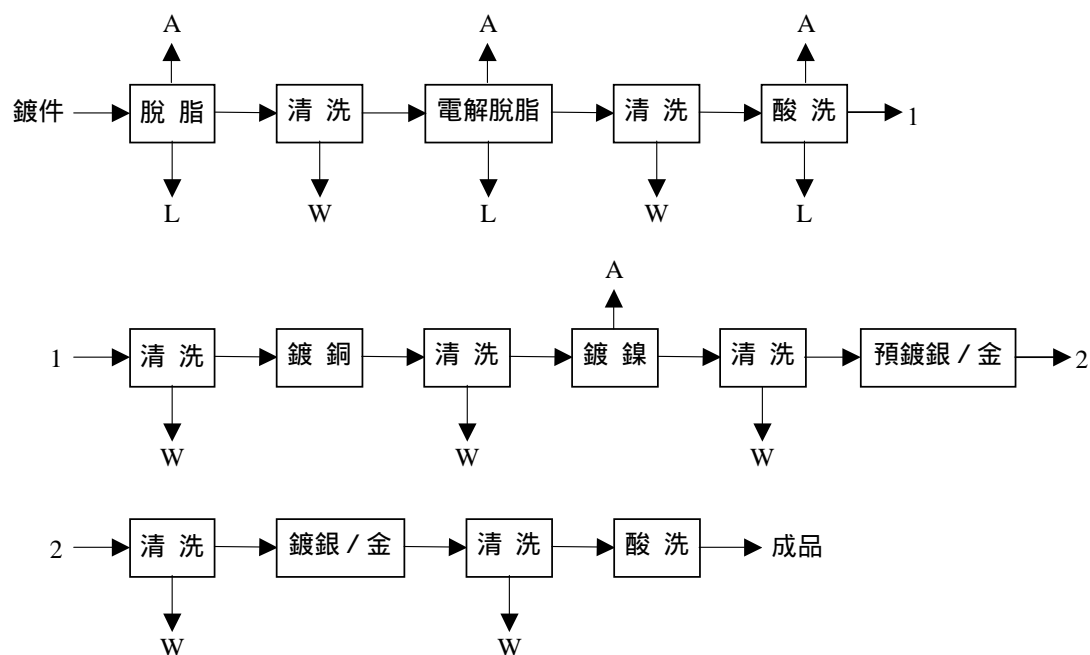 A A A
鍍件 脫 脂 清 洗 電解脫脂 清 洗 酸 洗 1
L W L W L
A
1 清 洗 鍍 銅 清 洗 鍍 鎳 清 洗 預鍍銀 / 金 2
W W W
2 清 洗 鍍銀 / 金 清 洗 酸 洗 成品
W W